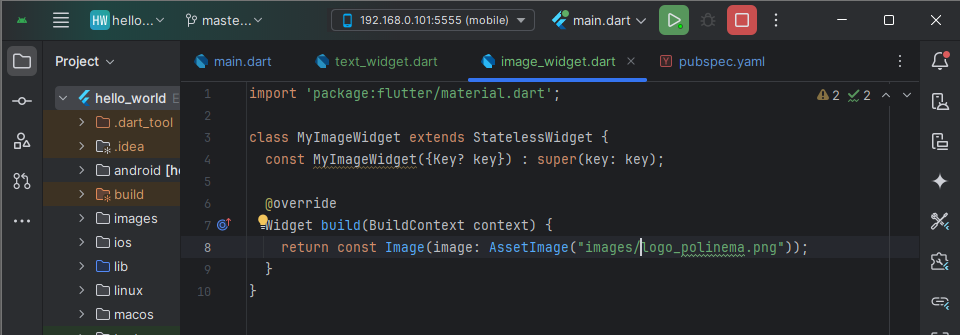 HW hello... maste... 192.168.0.101:5555 (mobile) main.dart
Project main.dart text_widget.dart image_widget.dart pubspec.yaml
hello_world
.dart_tool
.idea
android [he
build
images
ios
lib
linux
macos
2 2
1 import 'package:flutter/material.dart';
2
3 class MyImageWidget extends StatelessWidget {
4 const MyImageWidget({Key? key}) : super(key: key);
5
6 @override
7 Widget build(BuildContext context) {
8 return const Image(image: AssetImage("images/logo_polinema.png"));
9 }
10 }